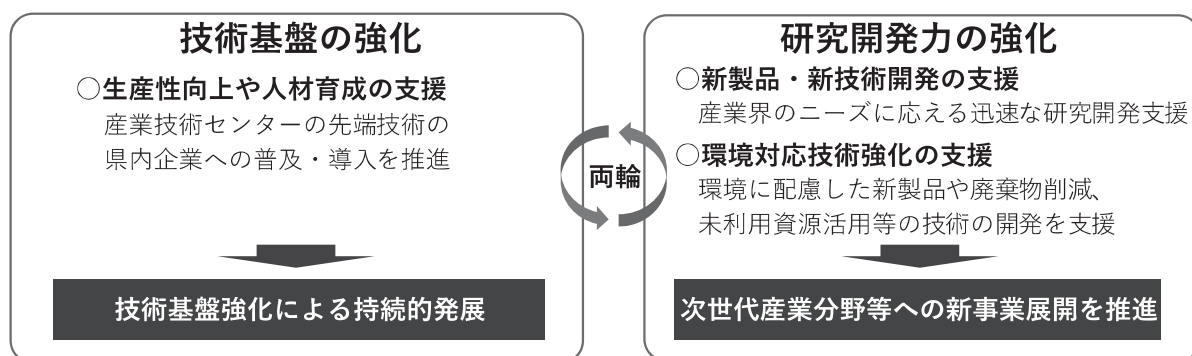 技術基盤の強化
○生産性向上や人材育成の支援
産業技術センターの先端技術の
県内企業への普及・導入を推進
技術基盤強化による持続的発展
両輪
研究開発力の強化
○新製品・新技術開発の支援
産業界のニーズに応える迅速な研究開発支援
○環境対応技術強化の支援
環境に配慮した新製品や廃棄物削減、
未利用資源活用等の技術の開発を支援
次世代産業分野等への新事業展開を推進